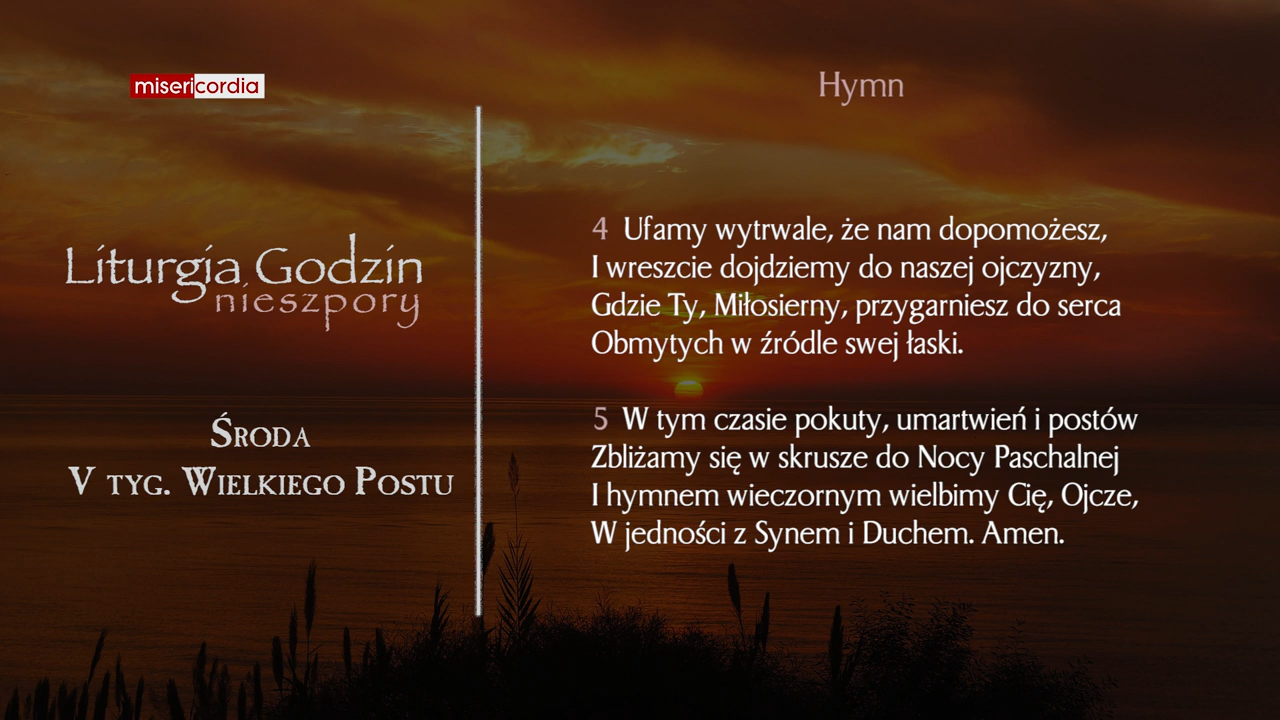 misericordia
Liturgia Godzin
nieszpory
Środa
V tyg. Wielkiego Postu
Hymn
4 Ufamy wytrwale, że nam dopomożesz,
I wreszcie dojdziemy do naszej ojczyzny,
Gdzie Ty, Miłosierny, przygarniesz do serca
Obmytych w źródle swej łaski.
5 W tym czasie pokuty, umartwień i postów
Zbliżamy się w skrusze do Nocy Paschalnej
I hymnem wieczornym wielbimy Cię, Ojcze,
W jedności z Synem i Duchem. Amen.